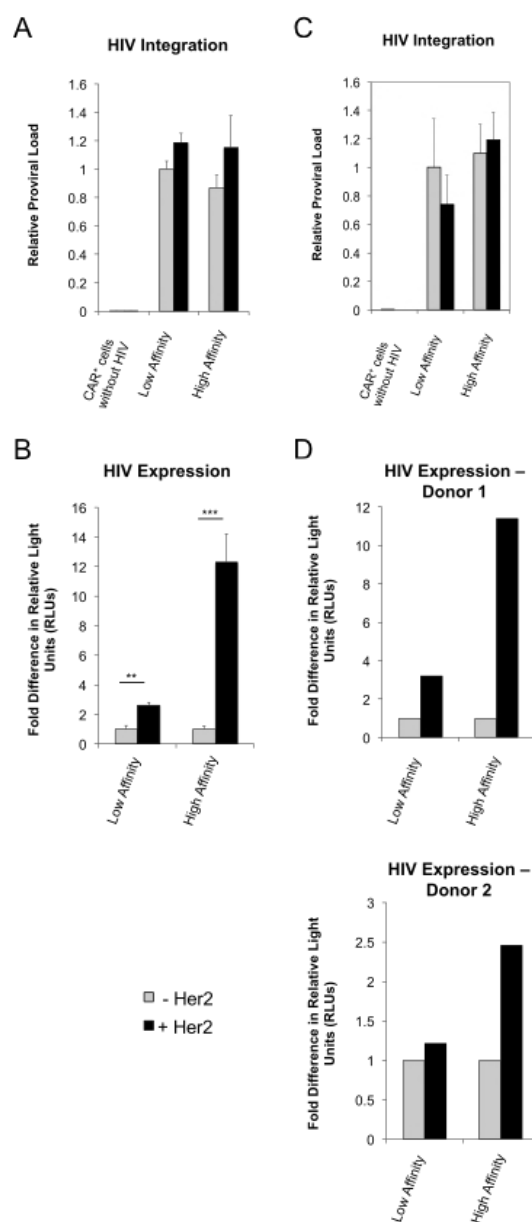 A
HIV Integration
Relative Proviral Load
1.6
1.4
1.2
1
0.8
0.6
0.4
0.2
0
CAR+ cells
without HIV
Low Affinity
High Affinity
C
HIV Integration
Relative Proviral Load
1.6
1.4
1.2
1
0.8
0.6
0.4
0.2
0
CAR+ cells
without HIV
Low Affinity
High Affinity
B
HIV Expression
Fold Difference in Relative Light
Units (RLUs)
16
14
12
10
8
6
4
2
0
**
***
Low Affinity
High Affinity
- Her2
+ Her2
D
HIV Expression –
Donor 1
Fold Difference in Relative Light
Units (RLUs)
12
10
8
6
4
2
0
Low Affinity
High Affinity
HIV Expression –
Donor 2
Fold Difference in Relative Light
Units (RLUs)
3
2.5
2
1.5
1
0.5
0
Low Affinity
High Affinity